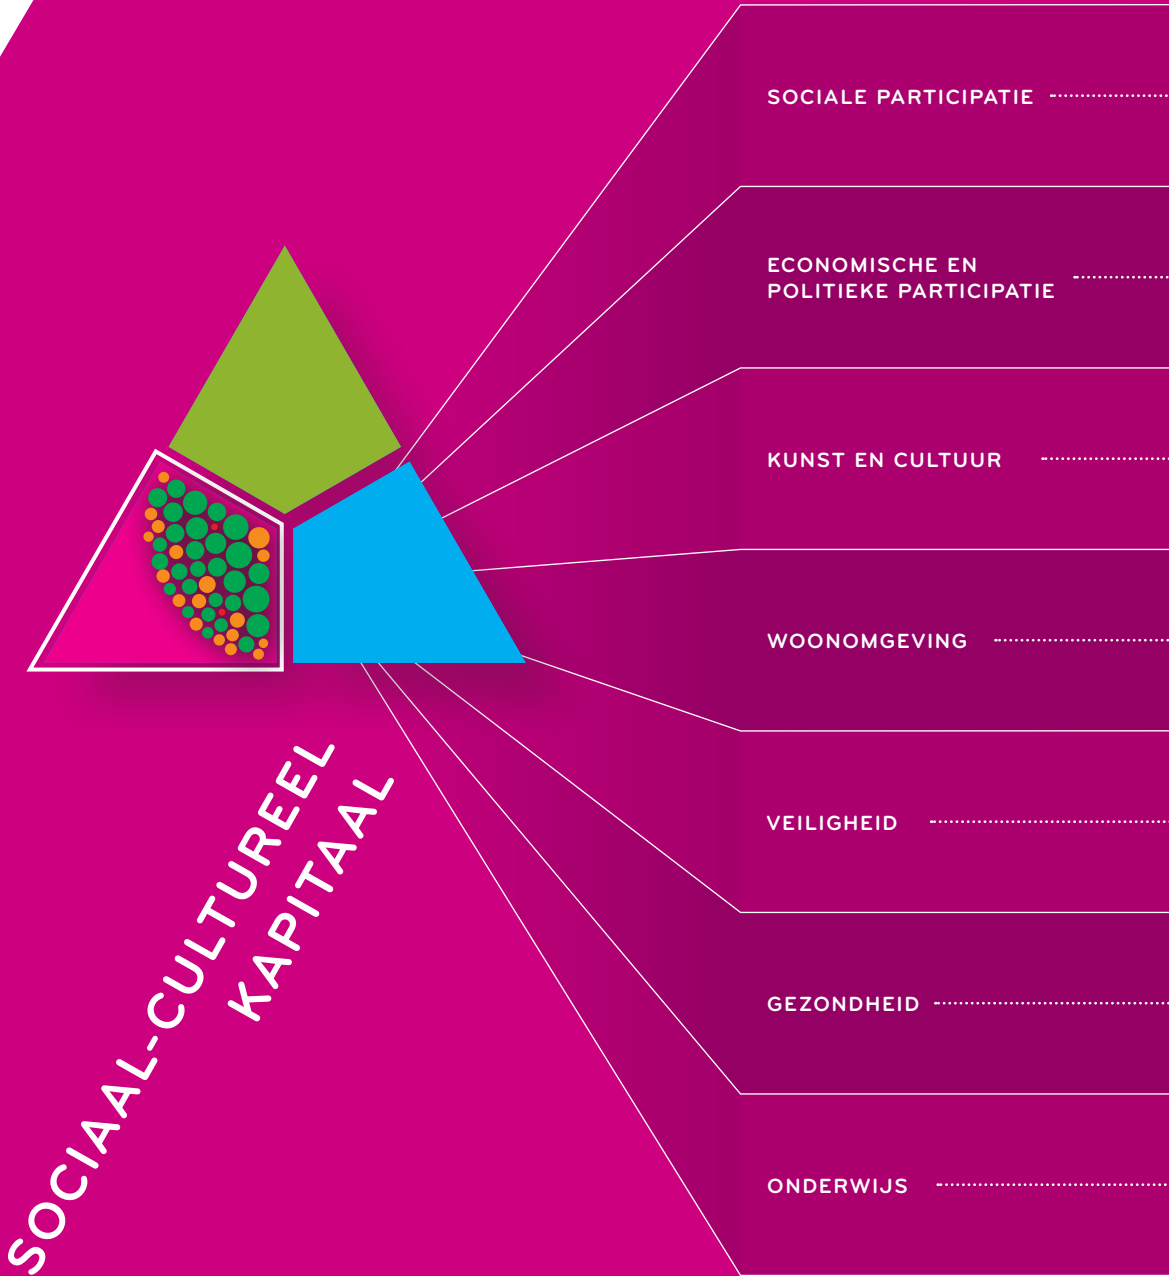 SOCIALE PARTICIPATIE
ECONOMISCHE EN
POLITIEKE PARTICIPATIE
KUNST EN CULTUUR
WOONOMGEVING
VEILIGHEID
GEZONDHEID
ONDERWIJS
SOCIAAL-CULTUREEL
KAPITAAL